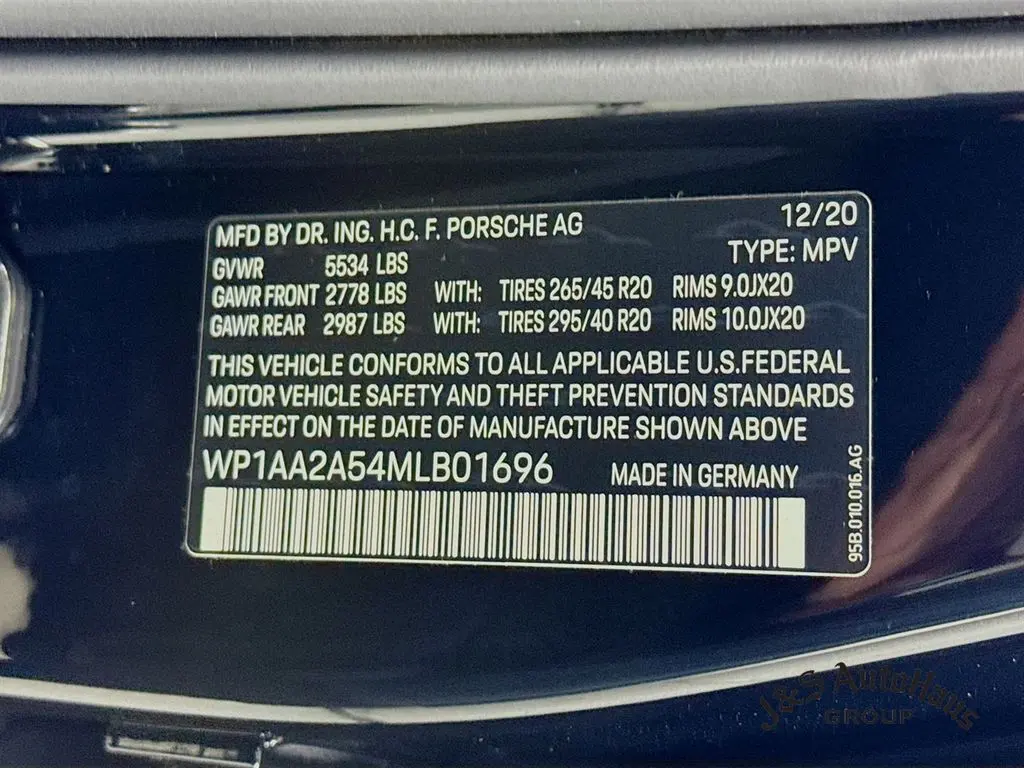 MFD BY DR. ING. H.C. F. PORSCHE AG 12/20
TYPE: MPV
GVWR 5534 LBS
GAWR FRONT 2778 LBS WITH: TIRES 265/45 R20 RIMS 9.0JX20
GAWR REAR 2987 LBS WITH: TIRES 295/40 R20 RIMS 10.0JX20
THIS VEHICLE CONFORMS TO ALL APPLICABLE U.S.FEDERAL
MOTOR VEHICLE SAFETY AND THEFT PREVENTION STANDARDS
IN EFFECT ON THE DATE OF MANUFACTURE SHOWN ABOVE
WP1AA2A54MLB01696 MADE IN GERMANY
95B.010.016.AG
J&S AutoHaus
GROUP